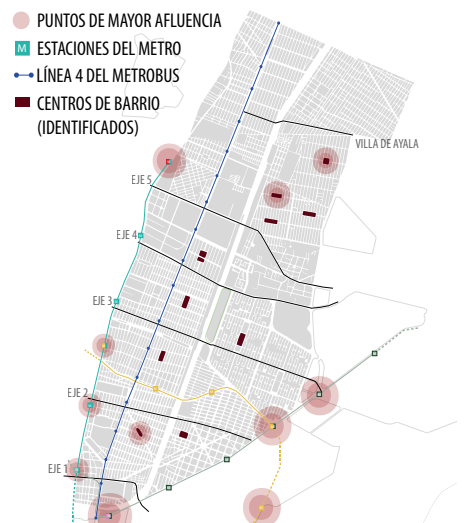 PUNTOS DE MAYOR AFLUENCIA
M ESTACIONES DEL METRO
LÍNEA 4 DEL METROBUS
CENTROS DE BARRIO
(IDENTIFICADOS)
VILLA DE AYALA
EJE 5
EJE 4
EJE 3
EJE 2
EJE 1